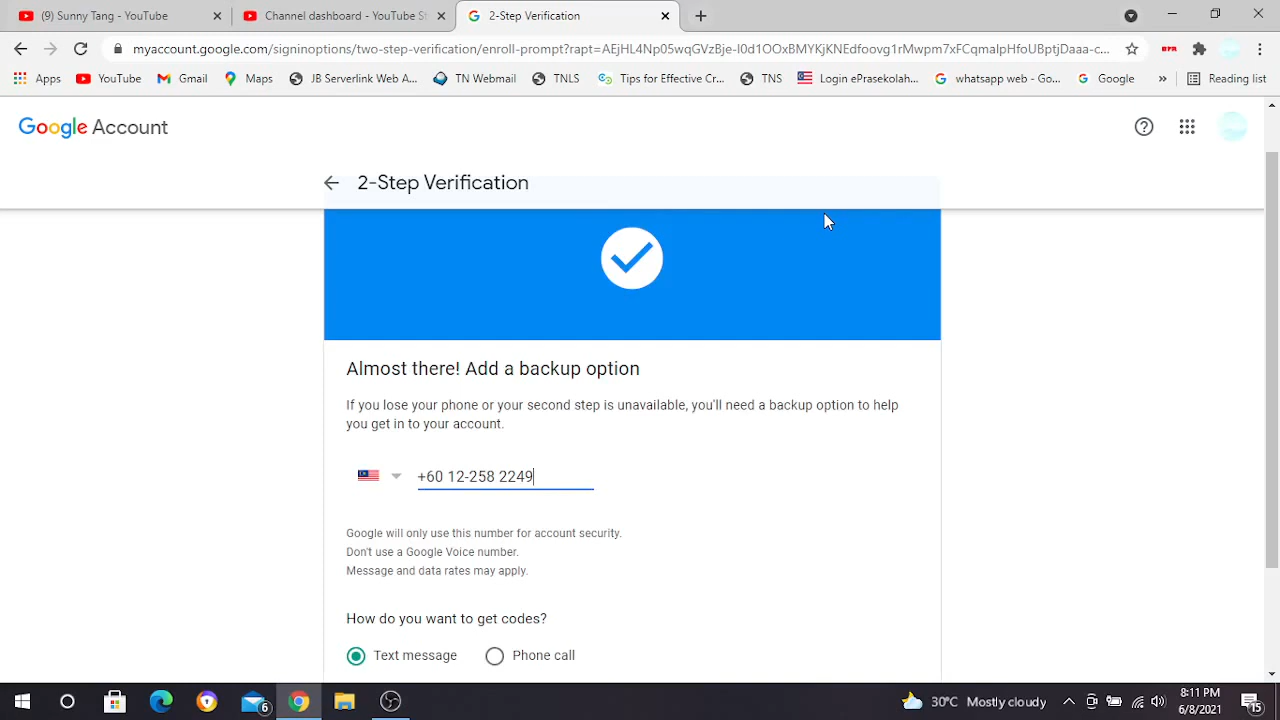 (9) Sunny Tang - YouTube
Channel dashboard - YouTube St
2-Step Verification
myaccount.google.com/signinoptions/two-step-verification/enroll-prompt?rapt=AEjHL4Np05wqGVzBje-l0d1OOxBMYKjKNEdfoovg1rMwpm7xFCqmalpHfoUBptjDaaa-c...
Apps
YouTube
Gmail
Maps
JB Serverlink Web A...
TN Webmail
TNLS
Tips for Effective Cr...
TNS
Login ePrasekolah...
whatsapp web - Go...
Google
»
Reading list
Google Account
2-Step Verification
Almost there! Add a backup option
If you lose your phone or your second step is unavailable, you'll need a backup option to help
you get in to your account.
+60 12-258 2249
Google will only use this number for account security.
Don't use a Google Voice number.
Message and data rates may apply.
How do you want to get codes?
Text message
Phone call
6
30°C Mostly cloudy
8:11 PM
6/8/2021
15